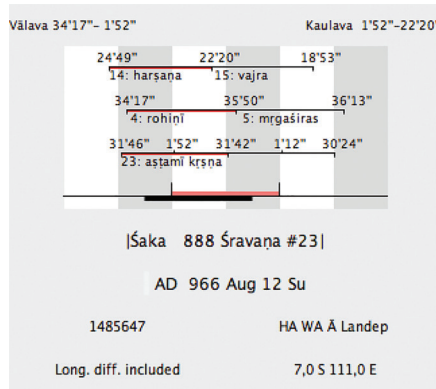 Vālava 34'17"– 1'52" Kaulava 1'52"–22'20"
24'49" 22'20" 18'53"
14: harṣaṇa 15: vajra
34'17" 35'50" 36'13"
4: rohiṇī 5: mṛgaśiras
31'46" 1'52" 31'42" 1'12" 30'24"
23: aṣṭamī kṛṣṇa
|Śaka 888 Śravaṇa #23|
AD 966 Aug 12 Su
1485647 HA WA Ā Landep
Long. diff. included 7,0 S 111,0 E